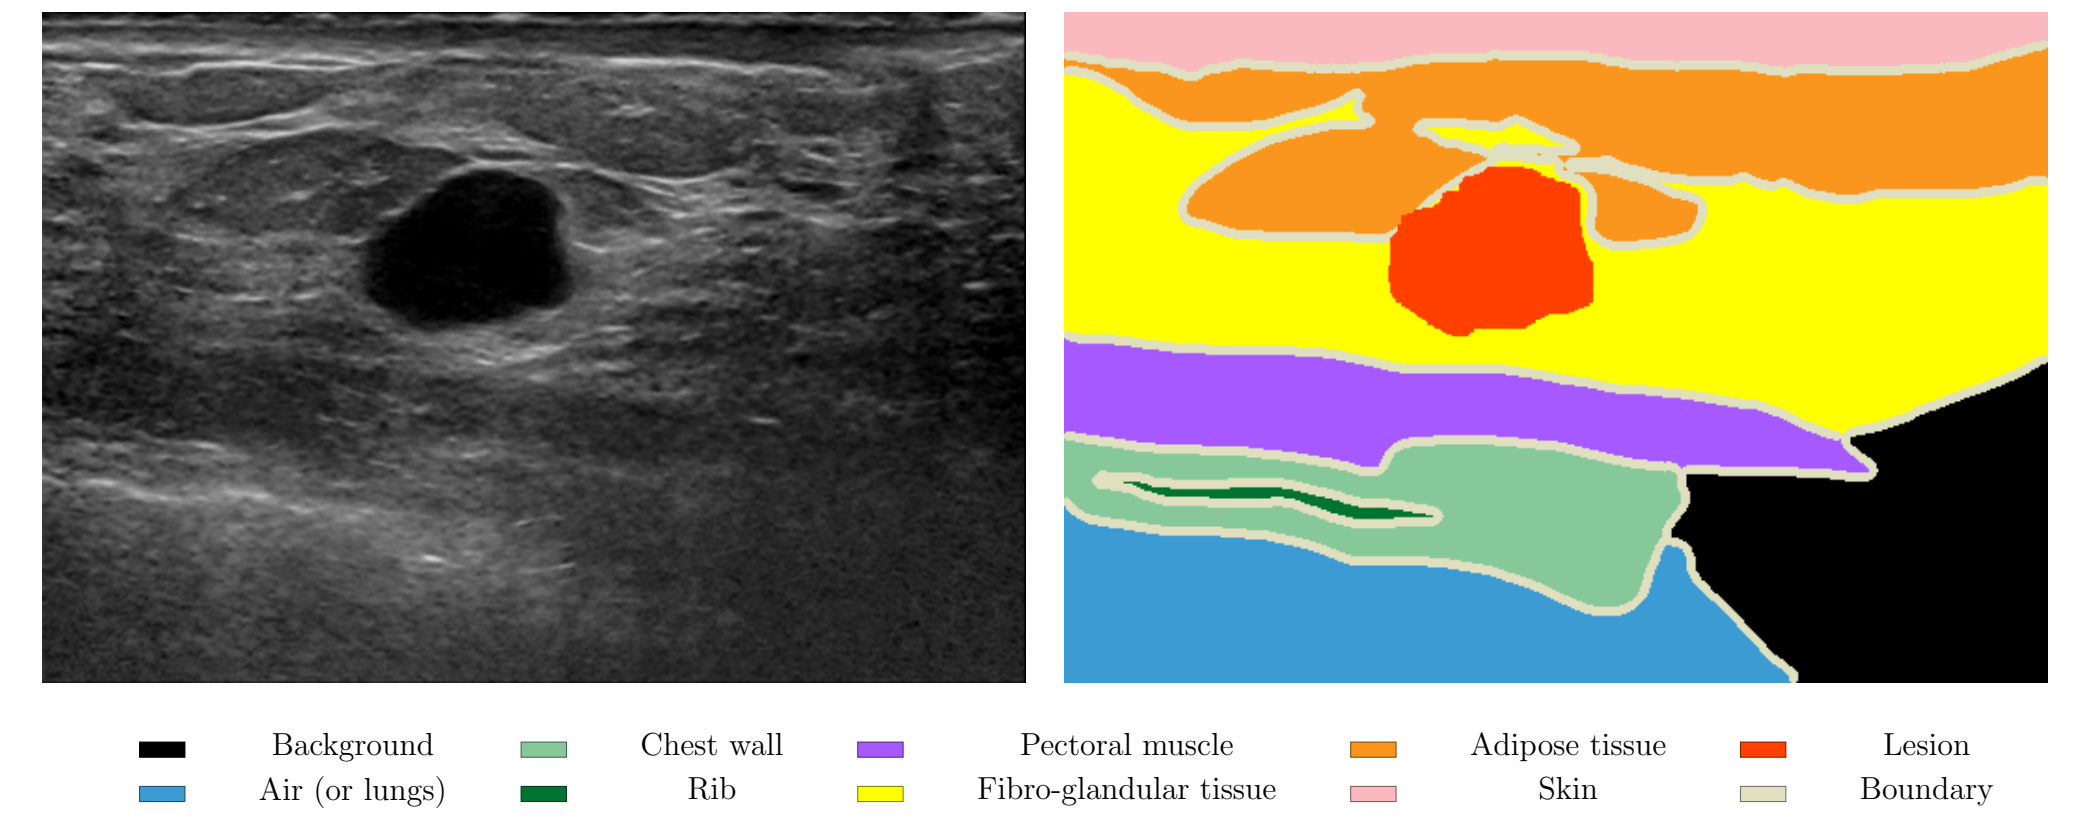 Background Chest wall Pectoral muscle Adipose tissue Lesion
Air (or lungs) Rib Fibro-glandular tissue Skin Boundary